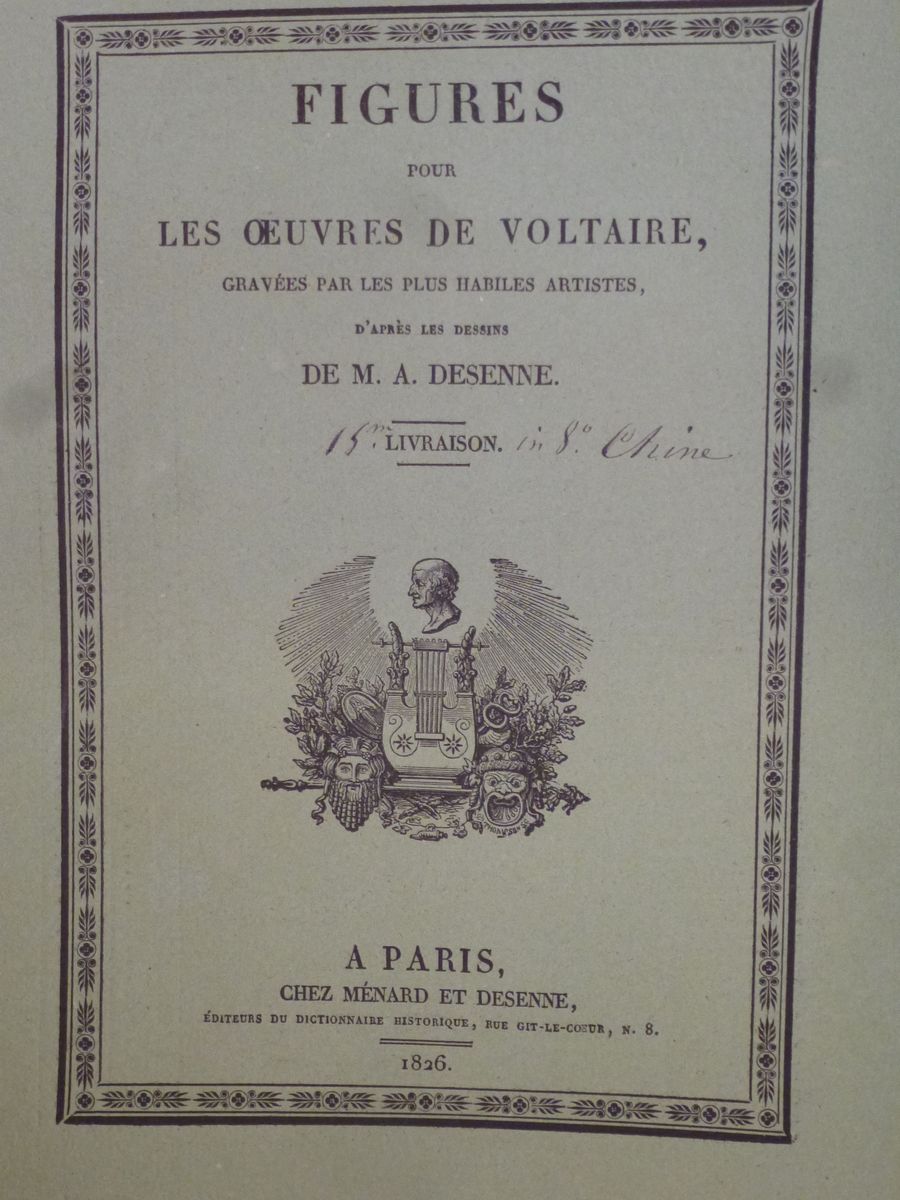 FIGURES
POUR
LES ŒUVRES DE VOLTAIRE,
GRAVÉES PAR LES PLUS HABILES ARTISTES,
D'APRÈS LES DESSINS
DE M. A. DESENNE.
15.m LIVRAISON. in 8.o Chine
A PARIS,
CHEZ MÉNARD ET DESENNE,
ÉDITEURS DU DICTIONNAIRE HISTORIQUE, RUE GIT-LE-CŒUR, N. 8.
1826.